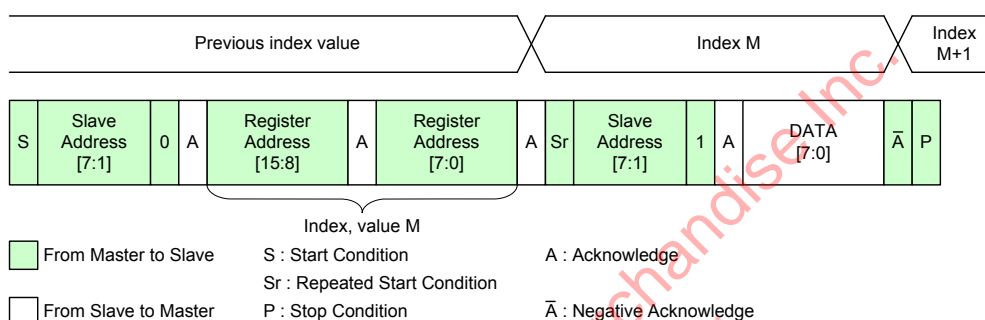 Previous index value
Index M
Index
M+1
S
Slave
Address
[7:1]
0
A
Register
Address
[15:8]
A
Register
Address
[7:0]
A
Sr
Slave
Address
[7:1]
1
A
DATA
[7:0]
A̅
P
Index, value M
From Master to Slave
S : Start Condition
A : Acknowledge
Sr : Repeated Start Condition
From Slave to Master
P : Stop Condition
A̅ : Negative Acknowledge
chandise Inc.